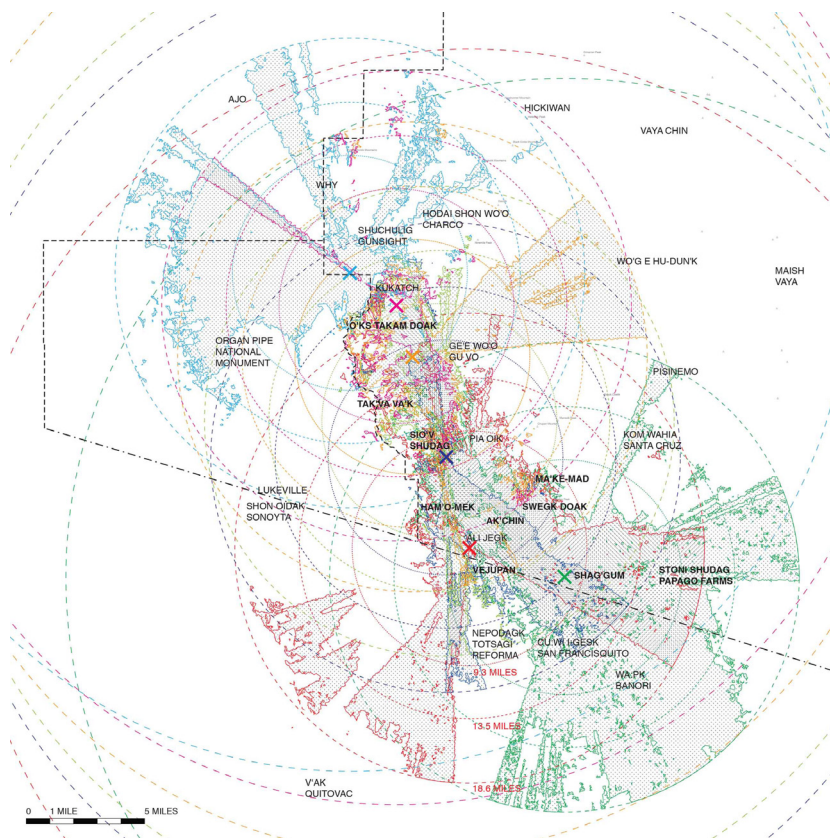 AJO
HICKIWAN
VAYA CHIN
WHY
HODAI SHON WO'O
CHARCO
SHUCHULIG
GUNSIGHT
WO'G E HU-DUN'K
MAISH
VAYA
I KUKATCH
O'KS TAKAM DOAK
ORGAN PIPE
NATIONAL
MONUMENT
GE'E WO'O
GU VO
PISINEMO
TAK'VA VA'K
SIO'V
SHUDAG
PIA OIK
KOM WAHIA
SANTA CRUZ
MA'KE-MAD
LUKEVILLE
SHON OIDAK
SONOYTA
HAM'O-MEK
SWEGK DOAK
AK'CHIN
ALI JEGK
VEJUPAN
SHAG'GUM
STONI SHUDAG
PAPAGO FARMS
NEPODAGK
TOTSAGI
REFORMA
CU:WI I-GESK
SAN FRANCISQUITO
9.3 MILES
WA:PK
BANORI
13.5 MILES
V'AK
QUITOVAC
18.6 MILES
0 1 MILE 5 MILES